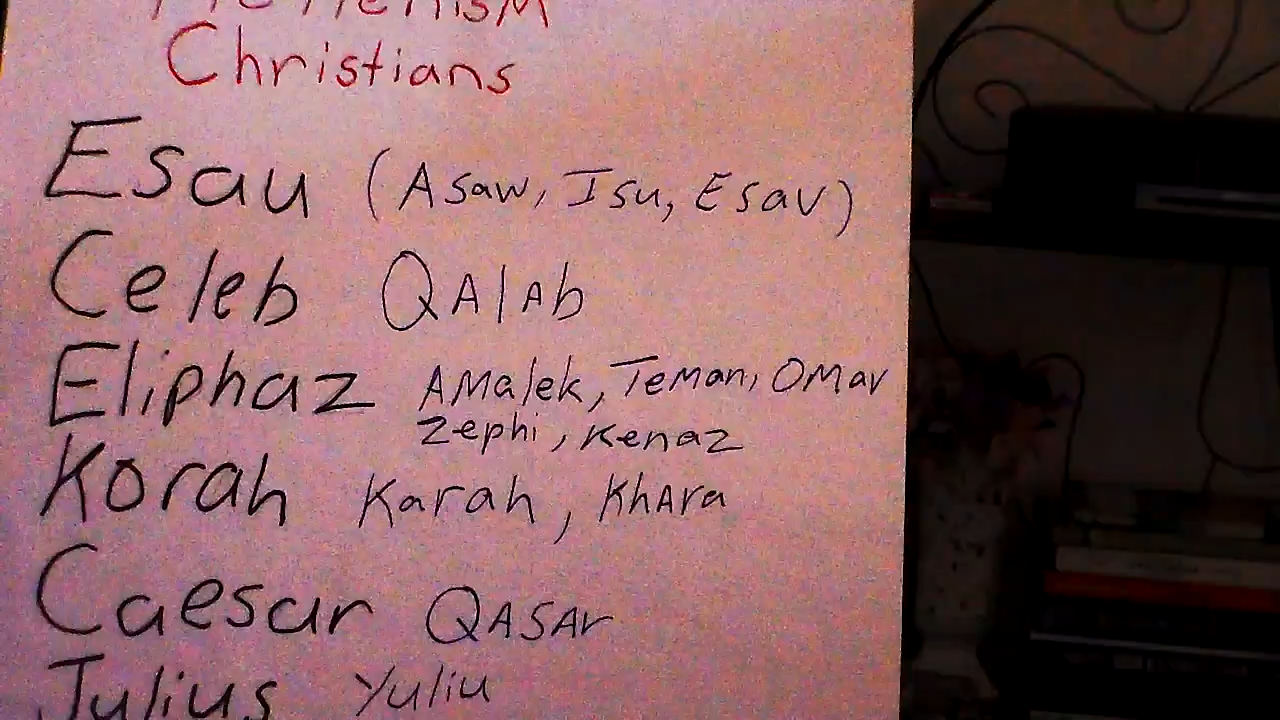 Christians
Esau (Asaw, Isu, Esav)
Celeb QAlAb
Eliphaz AMalek, Teman, OMar
Zephi, Kenaz
Korah Karah, KhAra
Caesar QASAr
Julius Yuliu